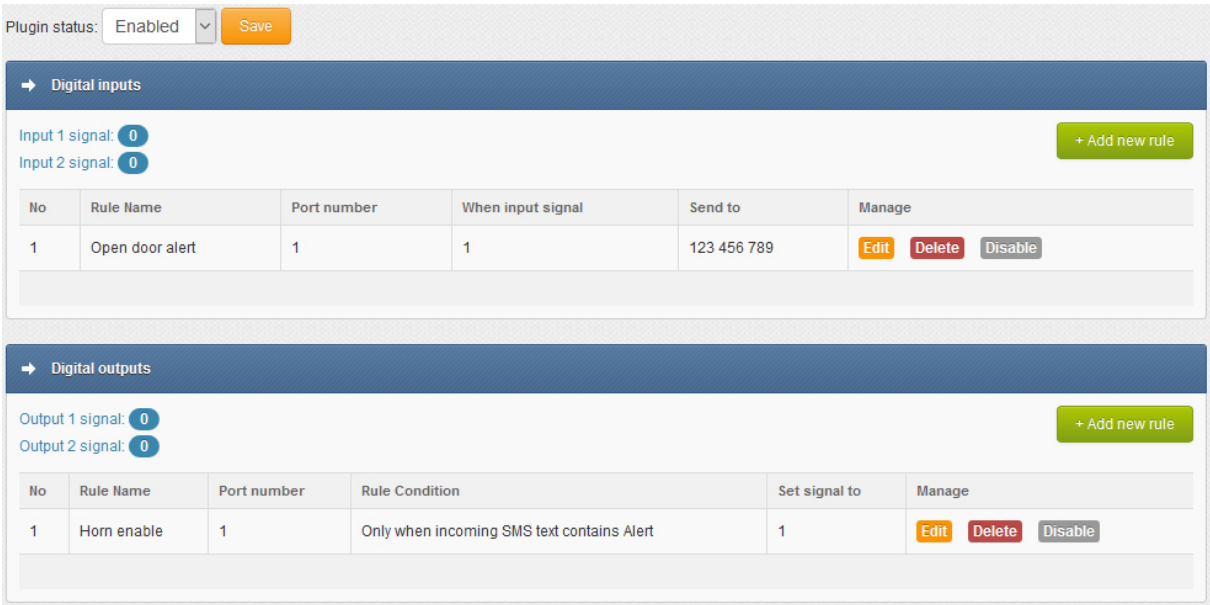 Plugin status: Enabled Save
Digital inputs
Input 1 signal: 0
+ Add new rule
Input 2 signal: 0
No Rule Name Port number When input signal Send to Manage
1 Open door alert 1 1 123 456 789 Edit Delete Disable
Digital outputs
Output 1 signal: 0
+ Add new rule
Output 2 signal: 0
No Rule Name Port number Rule Condition Set signal to Manage
1 Horn enable 1 Only when incoming SMS text contains Alert 1 Edit Delete Disable